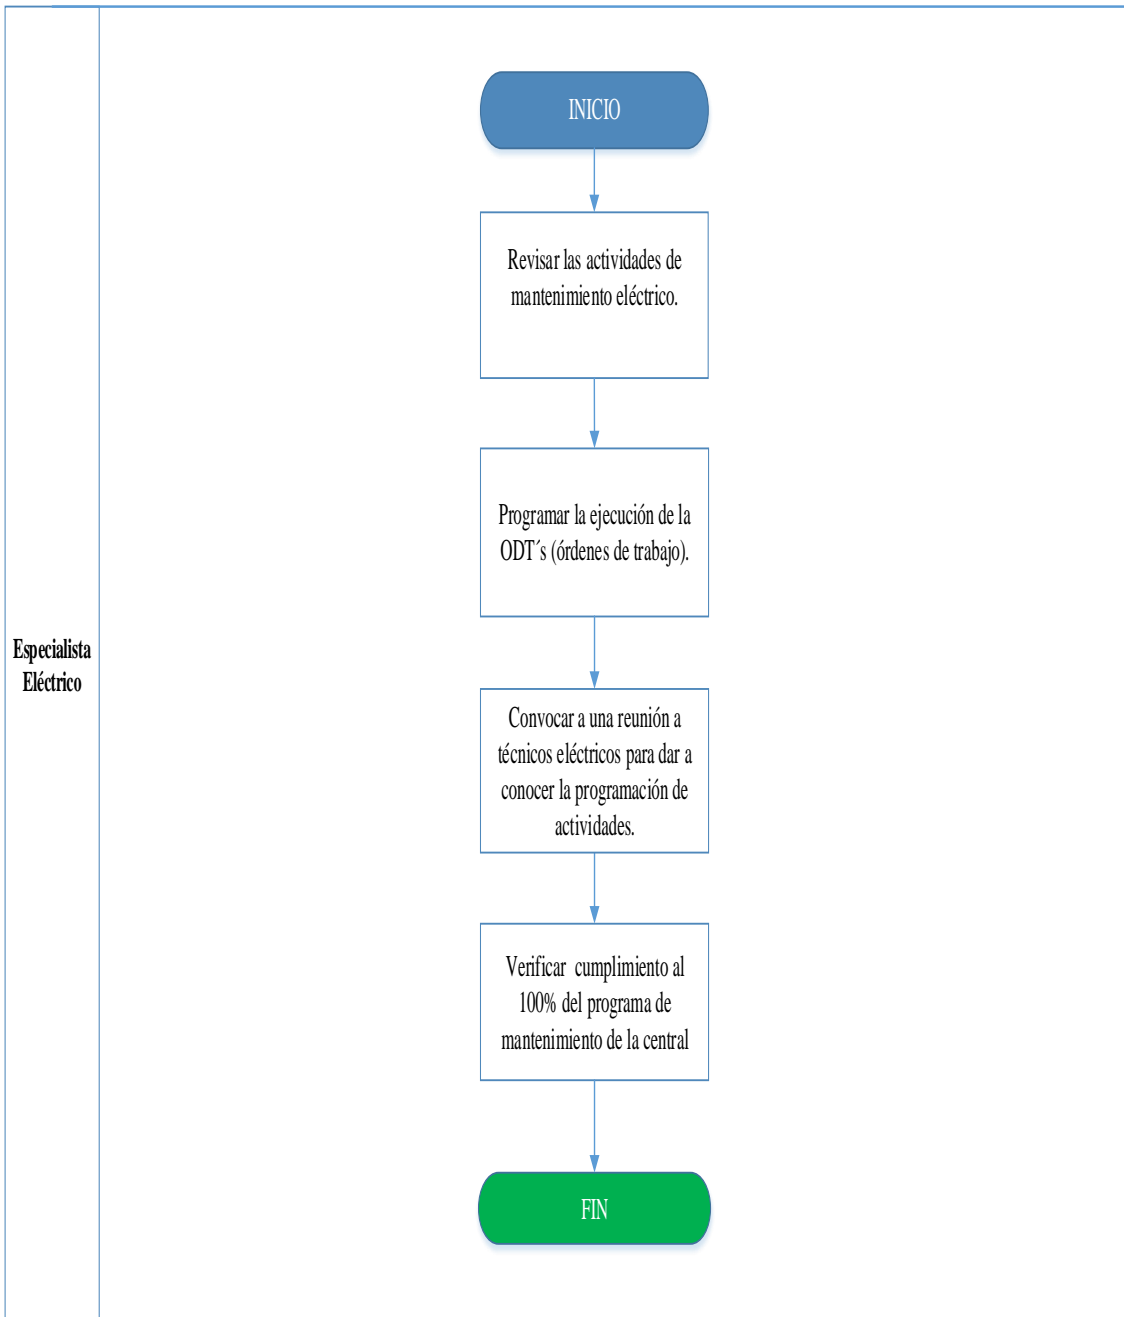 INICIO
Revisar las actividades de
mantenimiento eléctrico.
Programar la ejecución de la
ODT´s (órdenes de trabajo).
Especialista
Eléctrico
Convocar a una reunión a
técnicos eléctricos para dar a
conocer la programación de
actividades.
Verificar cumplimiento al
100% del programa de
mantenimiento de la central
FIN